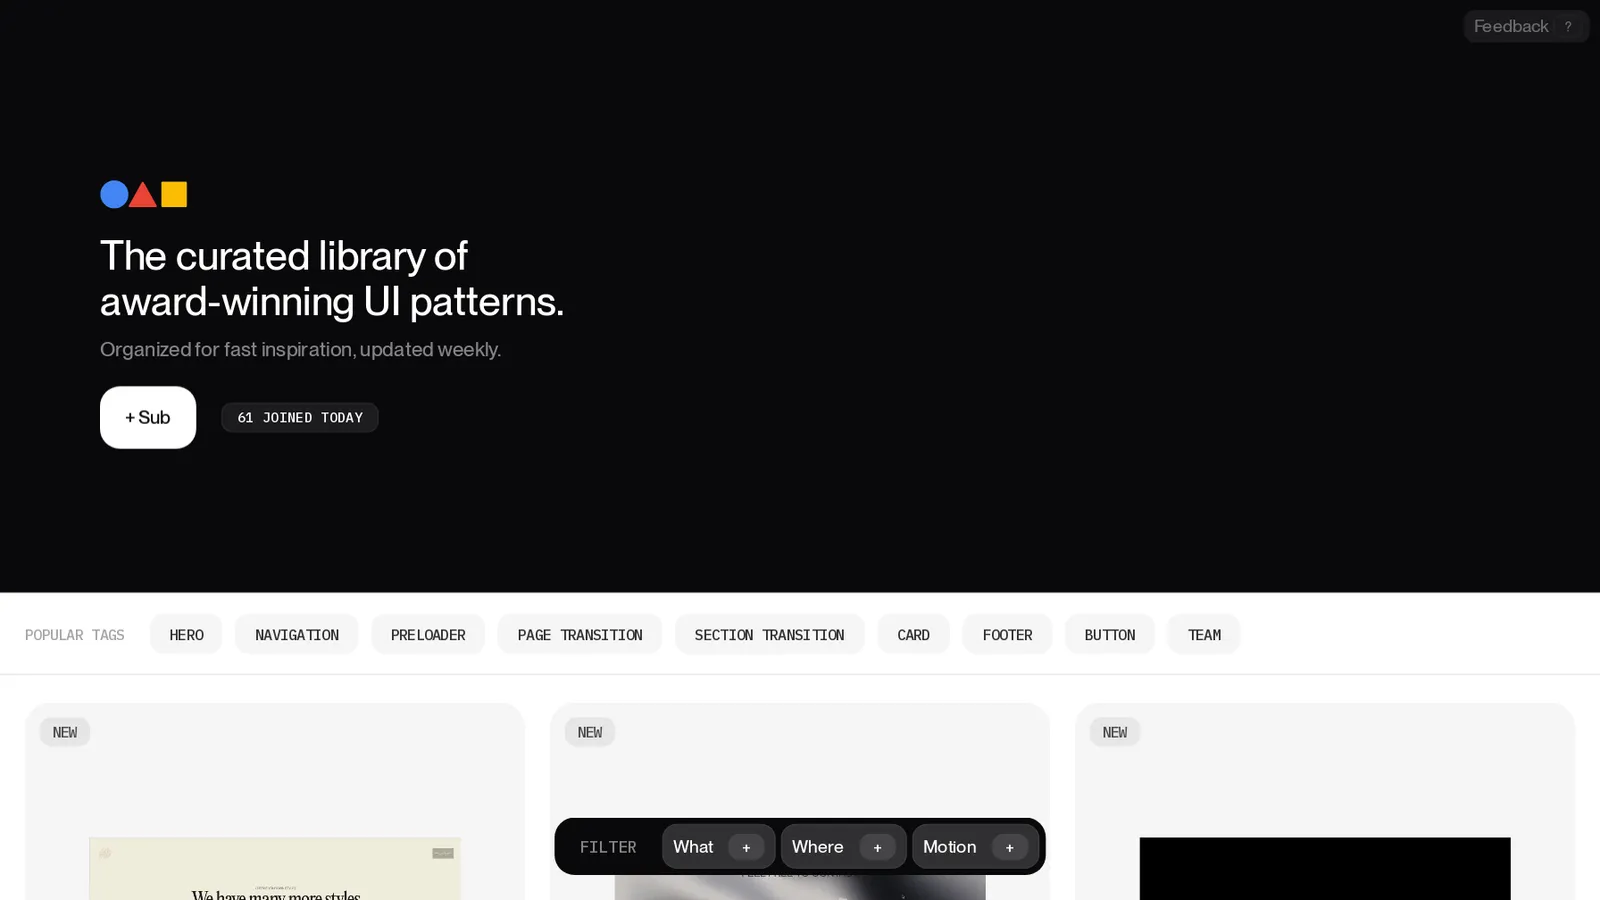 Feedback ?
The curated library of
award-winning UI patterns.
Organized for fast inspiration, updated weekly.
+ Sub
61 JOINED TODAY
POPULAR TAGS HERO NAVIGATION PRELOADER PAGE TRANSITION SECTION TRANSITION CARD FOOTER BUTTON TEAM
NEW
NEW
NEW
FILTER What + Where + Motion +
We have many more styles